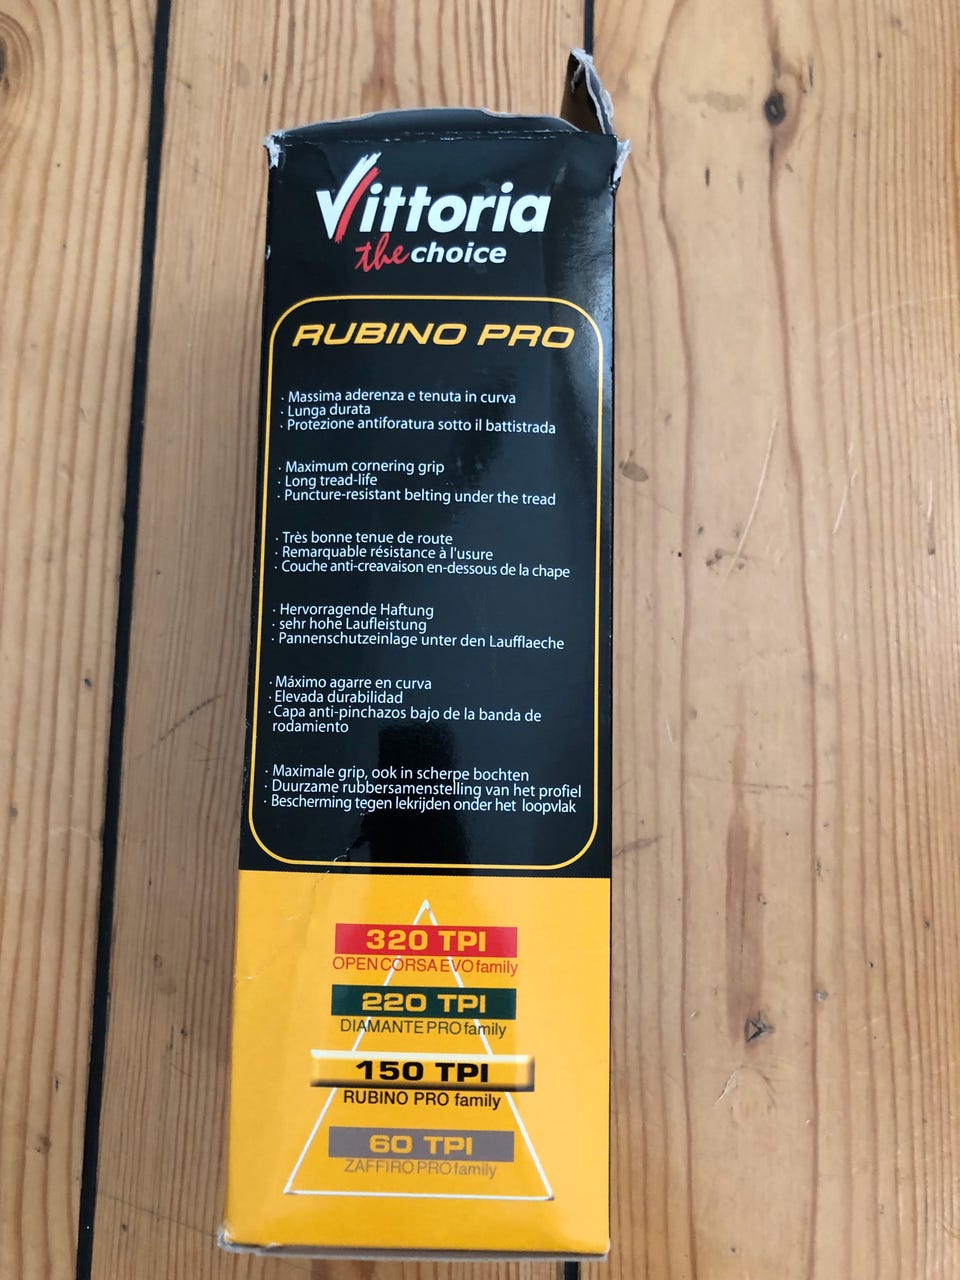 Vittoria
the choice
RUBINO PRO
· Massima aderenza e tenuta in curva
· Lunga durata
· Protezione antiforatura sotto il battistrada
· Maximum cornering grip
· Long tread-life
· Puncture-resistant belting under the tread
· Très bonne tenue de route
· Remarquable résistance à l'usure
· Couche anti-creavaison en-dessous de la chape
· Hervorragende Haftung
· sehr hohe Laufleistung
· Pannenschutzeinlage unter den Laufflaeche
· Máximo agarre en curva
· Elevada durabilidad
· Capa anti-pinchazos bajo de la banda de
rodamiento
· Maximale grip, ook in scherpe bochten
· Duurzame rubbersamenstelling van het profiel
· Bescherming tegen lekrijden onder het loopvlak
320 TPI
OPEN CORSA EVO family
220 TPI
DIAMANTE PRO family
150 TPI
RUBINO PRO family
60 TPI
ZAFFIRO PRO family